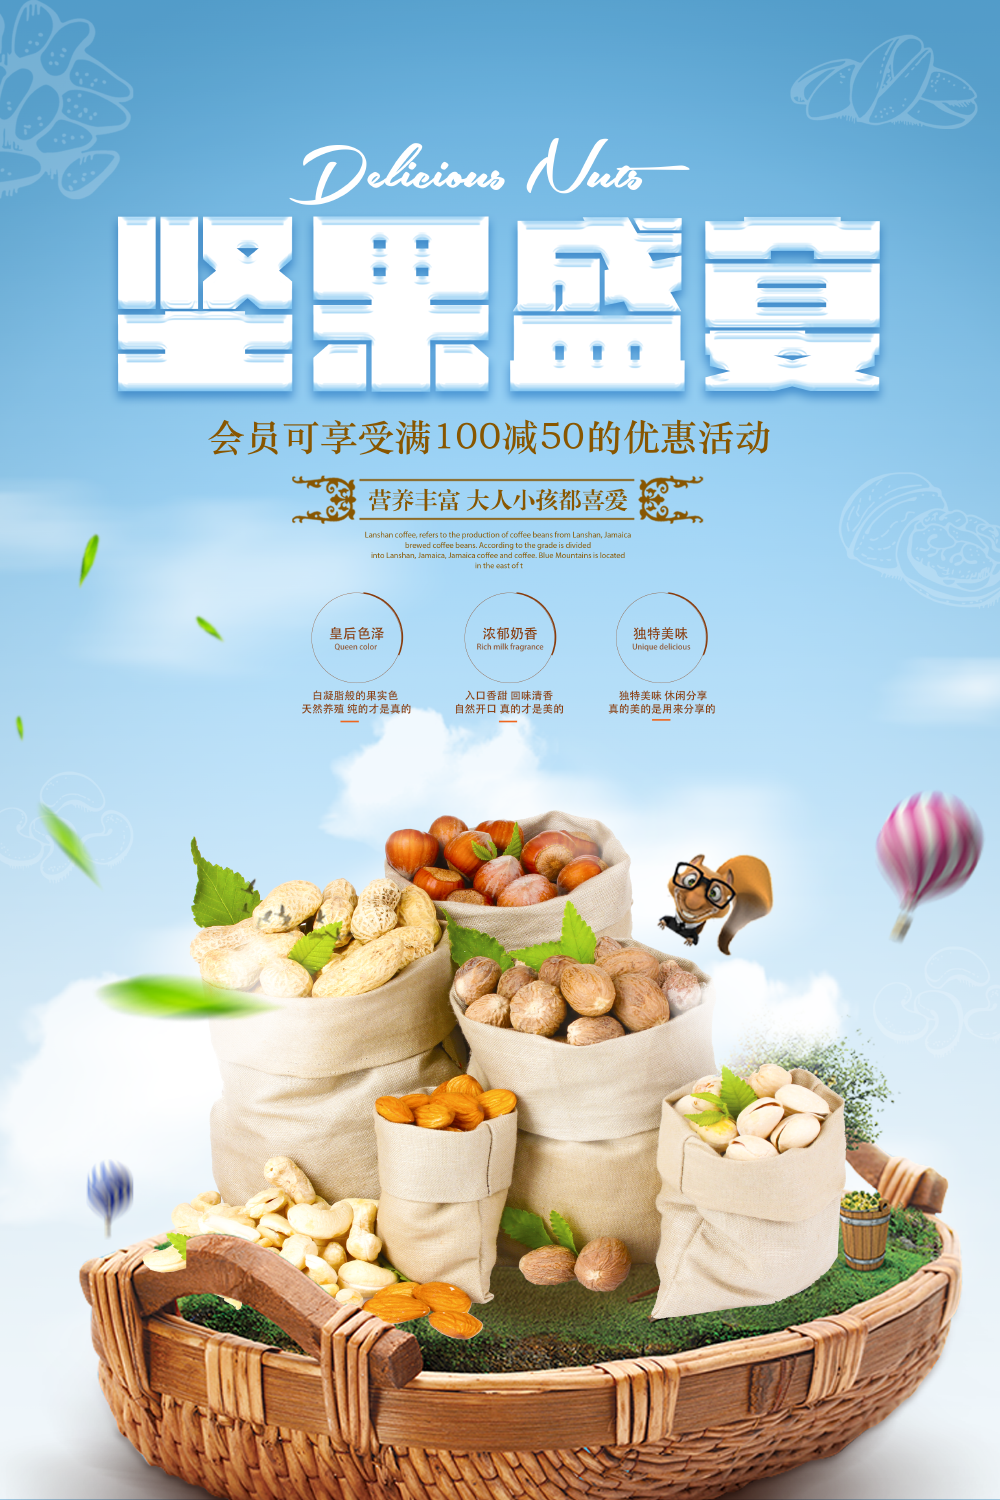 Delicious Nuts
坚果盛宴
会员可享受满100减50的优惠活动
营养丰富 大人小孩都喜爱
Lanshan coffee, refers to the production of coffee beans from Lanshan, Jamaica
brewed coffee beans. According to the grade is divided
into Lanshan, Jamaica, Jamaica coffee and coffee. Blue Mountains is located
in the east of t
皇后色泽
Queen color
白凝脂般的果实色
天然养殖 纯的才是真的
浓郁奶香
Rich milk fragrance
入口香甜 回味清香
自然开口 真的才是美的
独特美味
Unique delicious
独特美味 休闲分享
真的美的是用来分享的